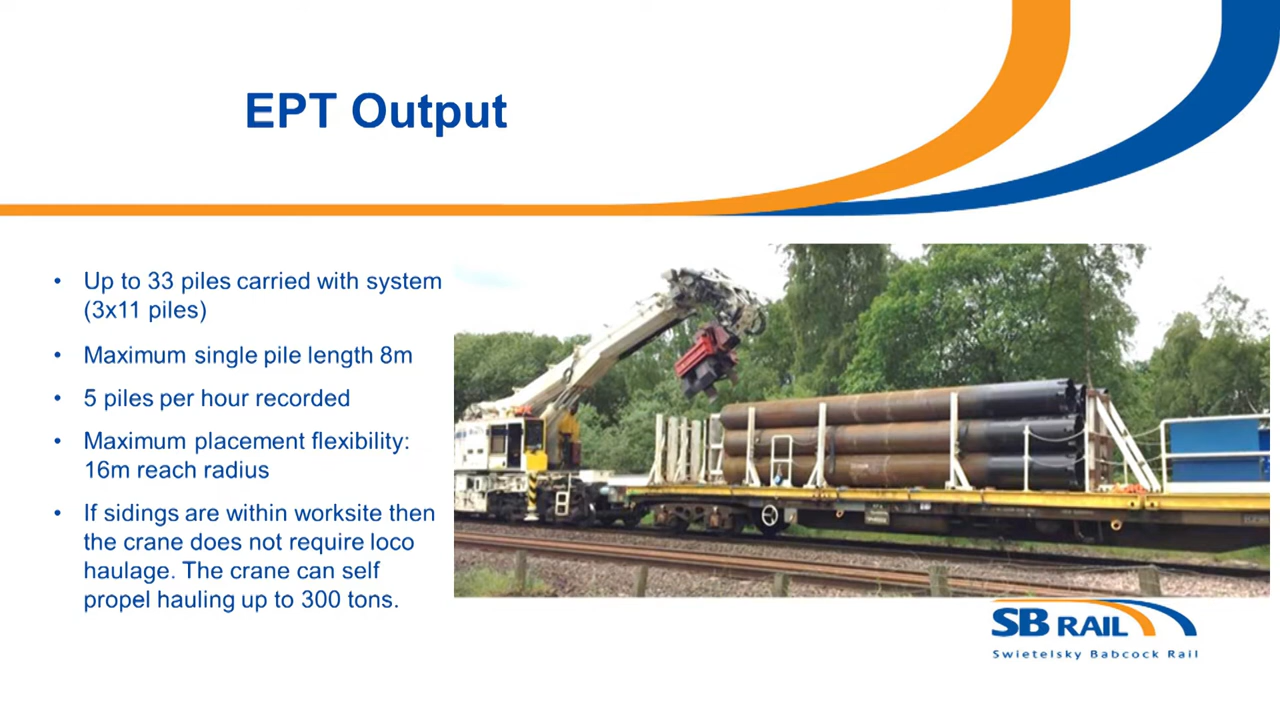 EPT Output
• Up to 33 piles carried with system
(3x11 piles)
• Maximum single pile length 8m
• 5 piles per hour recorded
• Maximum placement flexibility:
16m reach radius
• If sidings are within worksite then
the crane does not require loco
haulage. The crane can self
propel hauling up to 300 tons.
SB RAIL
Swietelsky Babcock Rail